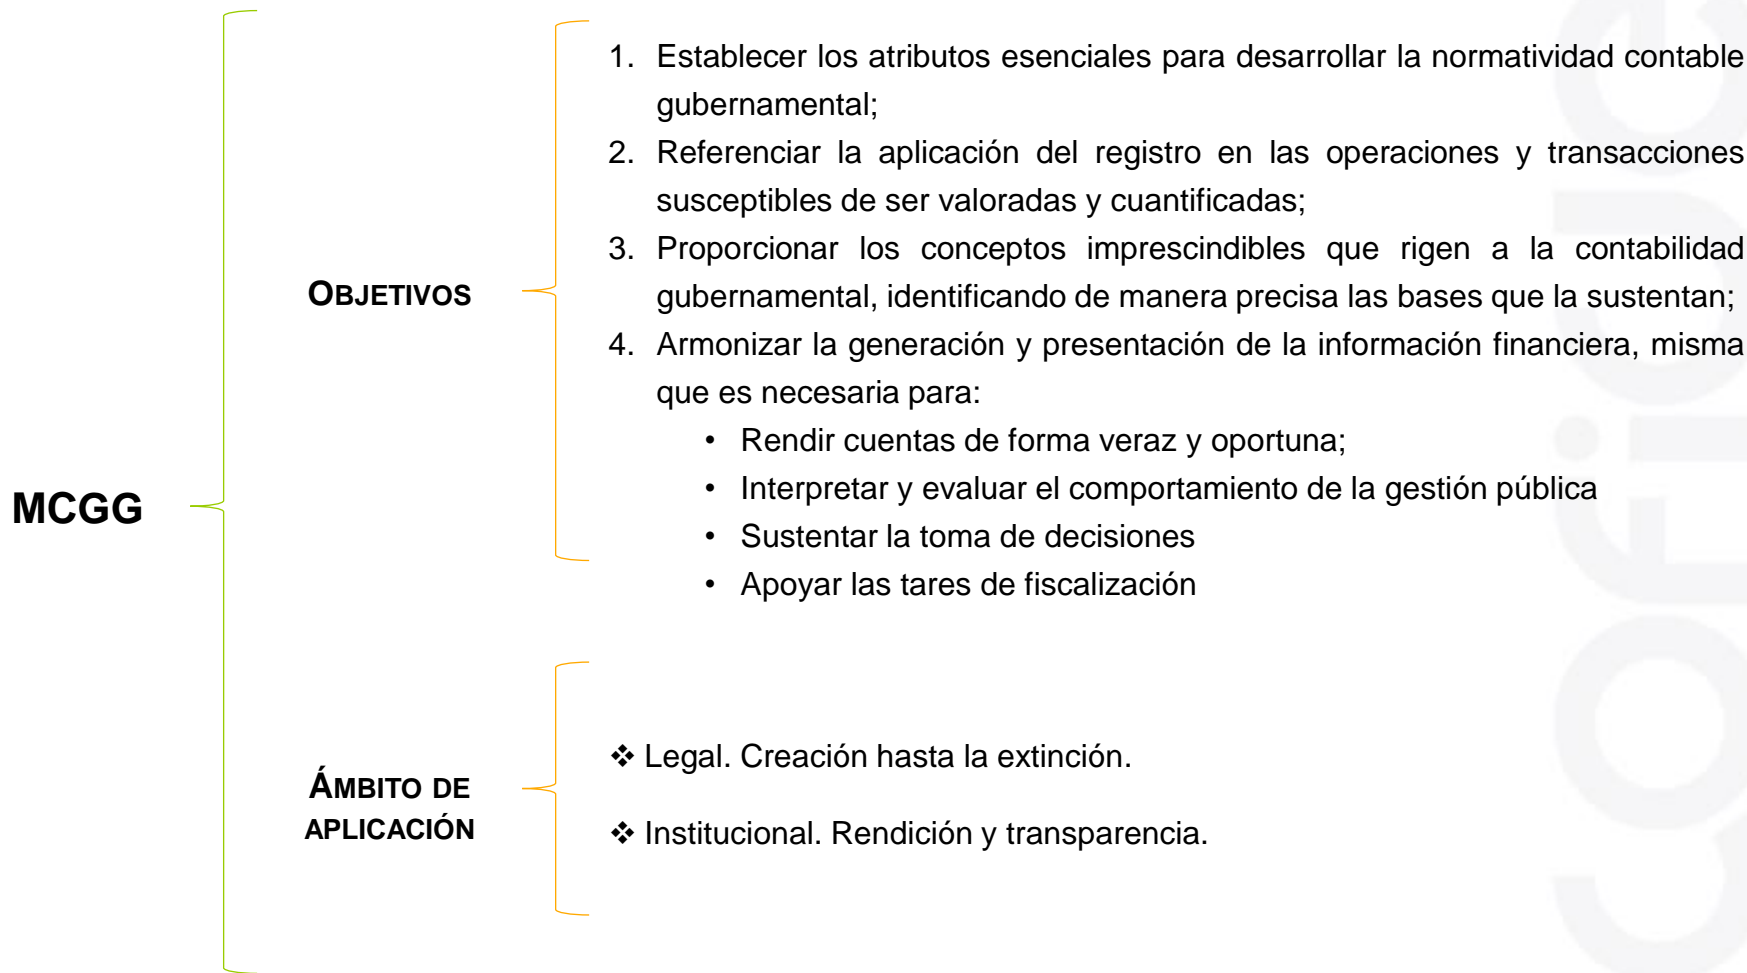 MCGG
OBJETIVOS
1. Establecer los atributos esenciales para desarrollar la normatividad contable
gubernamental;
2. Referenciar la aplicación del registro en las operaciones y transacciones
susceptibles de ser valoradas y cuantificadas;
3. Proporcionar los conceptos imprescindibles que rigen a la contabilidad
gubernamental, identificando de manera precisa las bases que la sustentan;
4. Armonizar la generación y presentación de la información financiera, misma
que es necesaria para:
• Rendir cuentas de forma veraz y oportuna;
• Interpretar y evaluar el comportamiento de la gestión pública
• Sustentar la toma de decisiones
• Apoyar las tares de fiscalización
ÁMBITO DE
APLICACIÓN
❖ Legal. Creación hasta la extinción.
❖ Institucional. Rendición y transparencia.